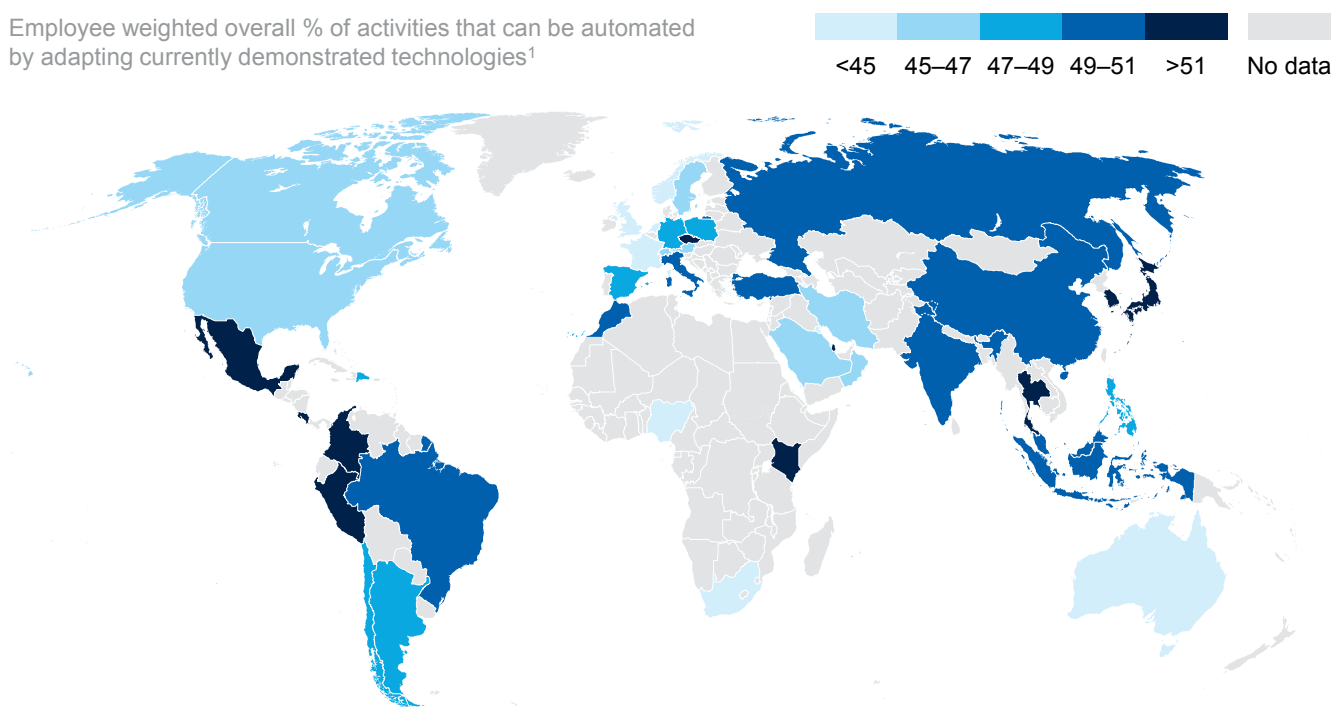 Employee weighted overall % of activities that can be automated
by adapting currently demonstrated technologies¹
<45 45–47 47–49 49–51 >51 No data